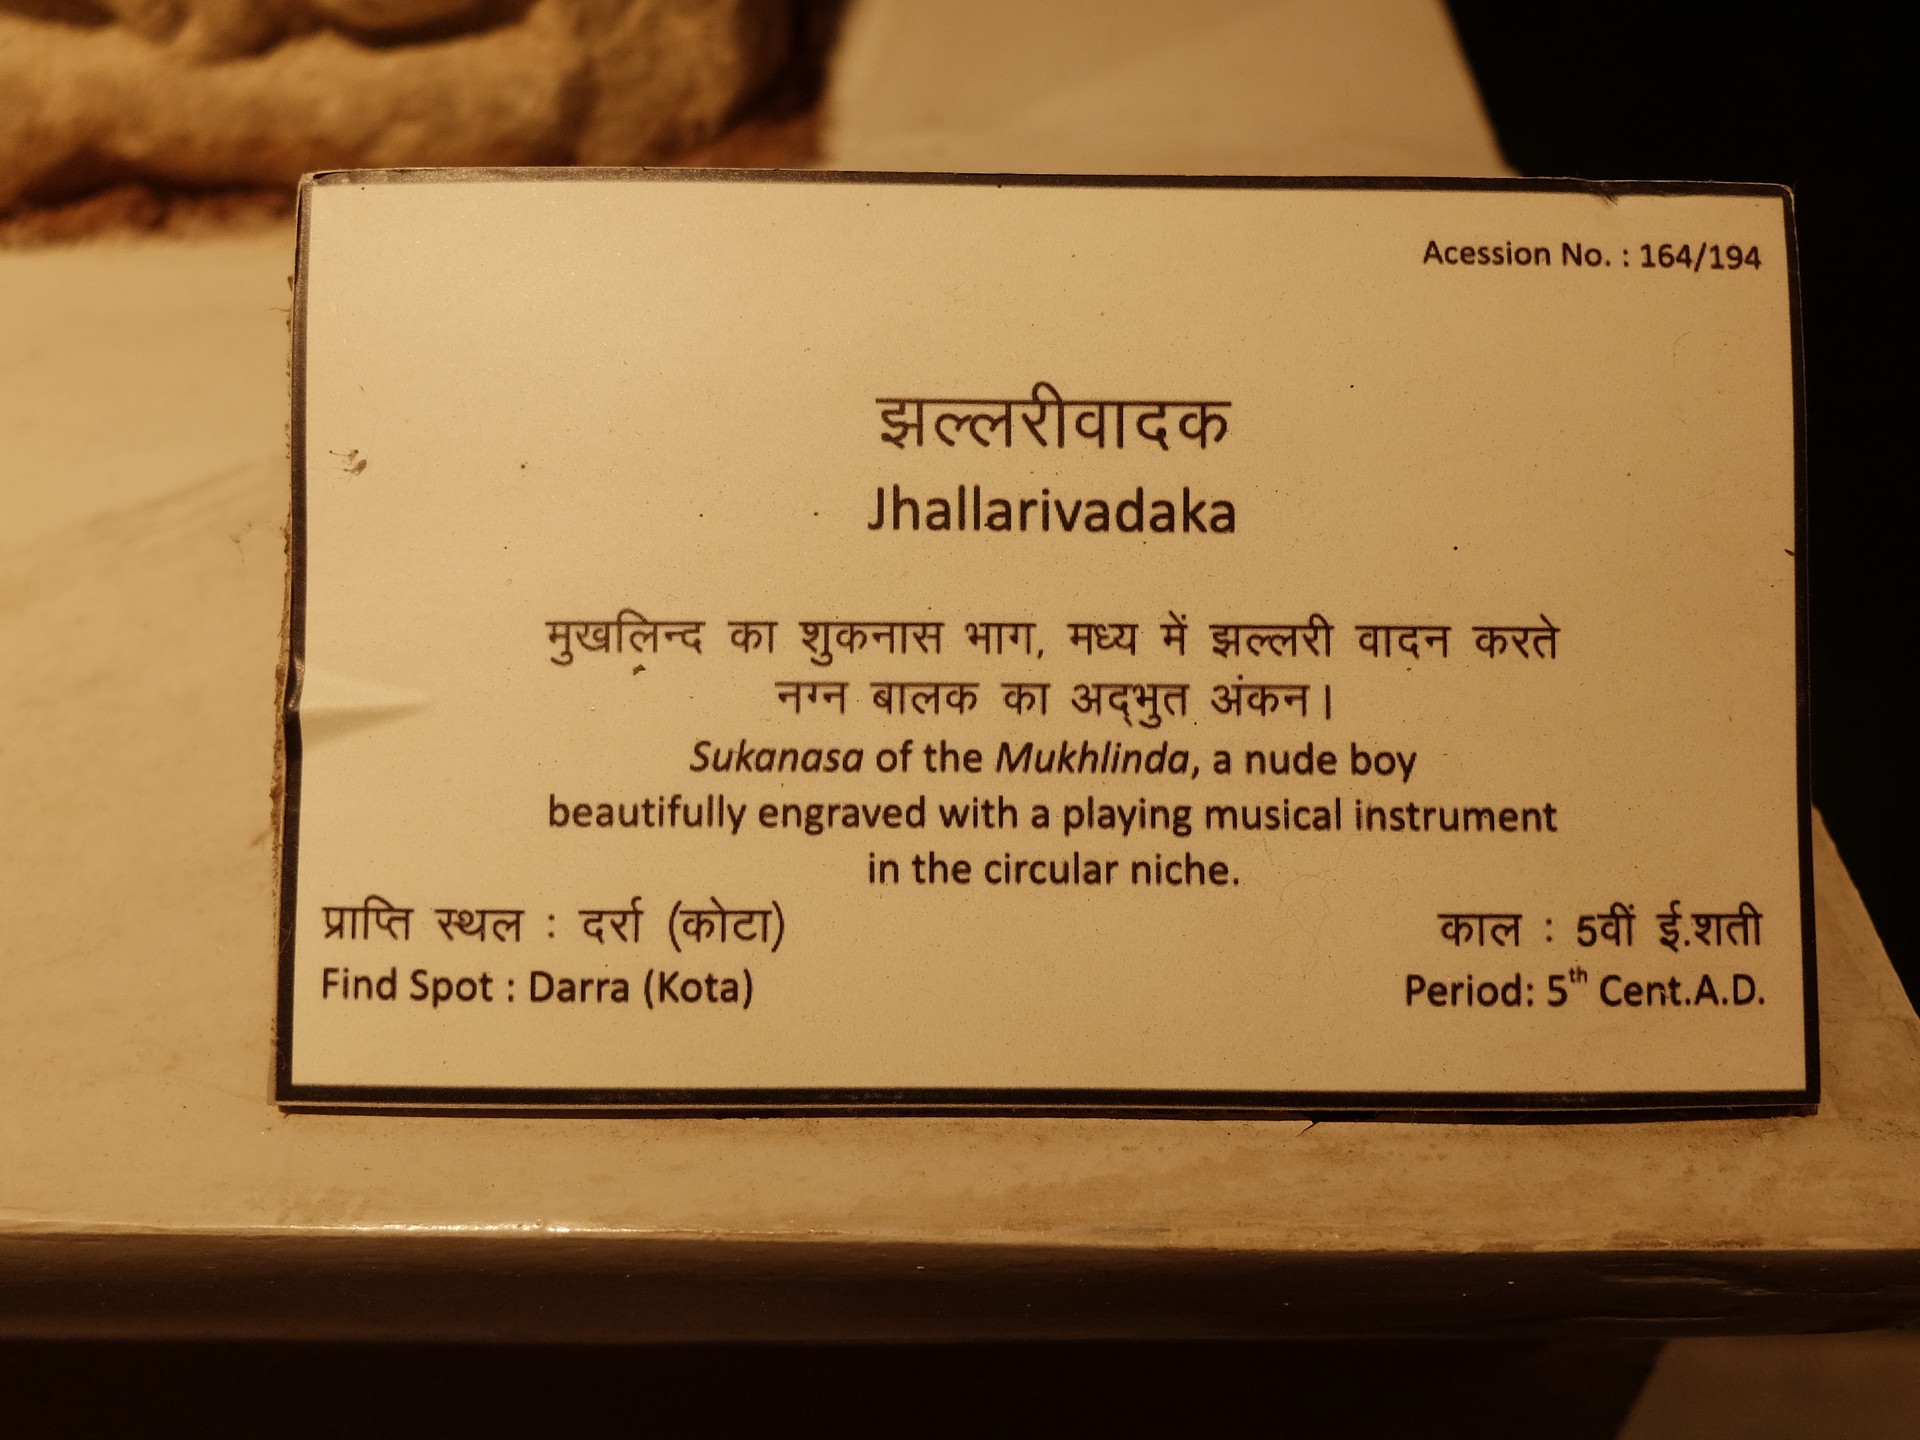 Acession No. : 164/194
झल्लरीवादक
Jhallarivadaka
मुखलिन्द का शुकनास भाग, मध्य में झल्लरी वादन करते
नग्न बालक का अद्‌भुत अंकन।
Sukanasa of the Mukhlinda, a nude boy
beautifully engraved with a playing musical instrument
in the circular niche.
प्राप्ति स्थल : दर्रा (कोटा)
Find Spot : Darra (Kota)
काल : 5वीं ई.शती
Period: 5th Cent.A.D.